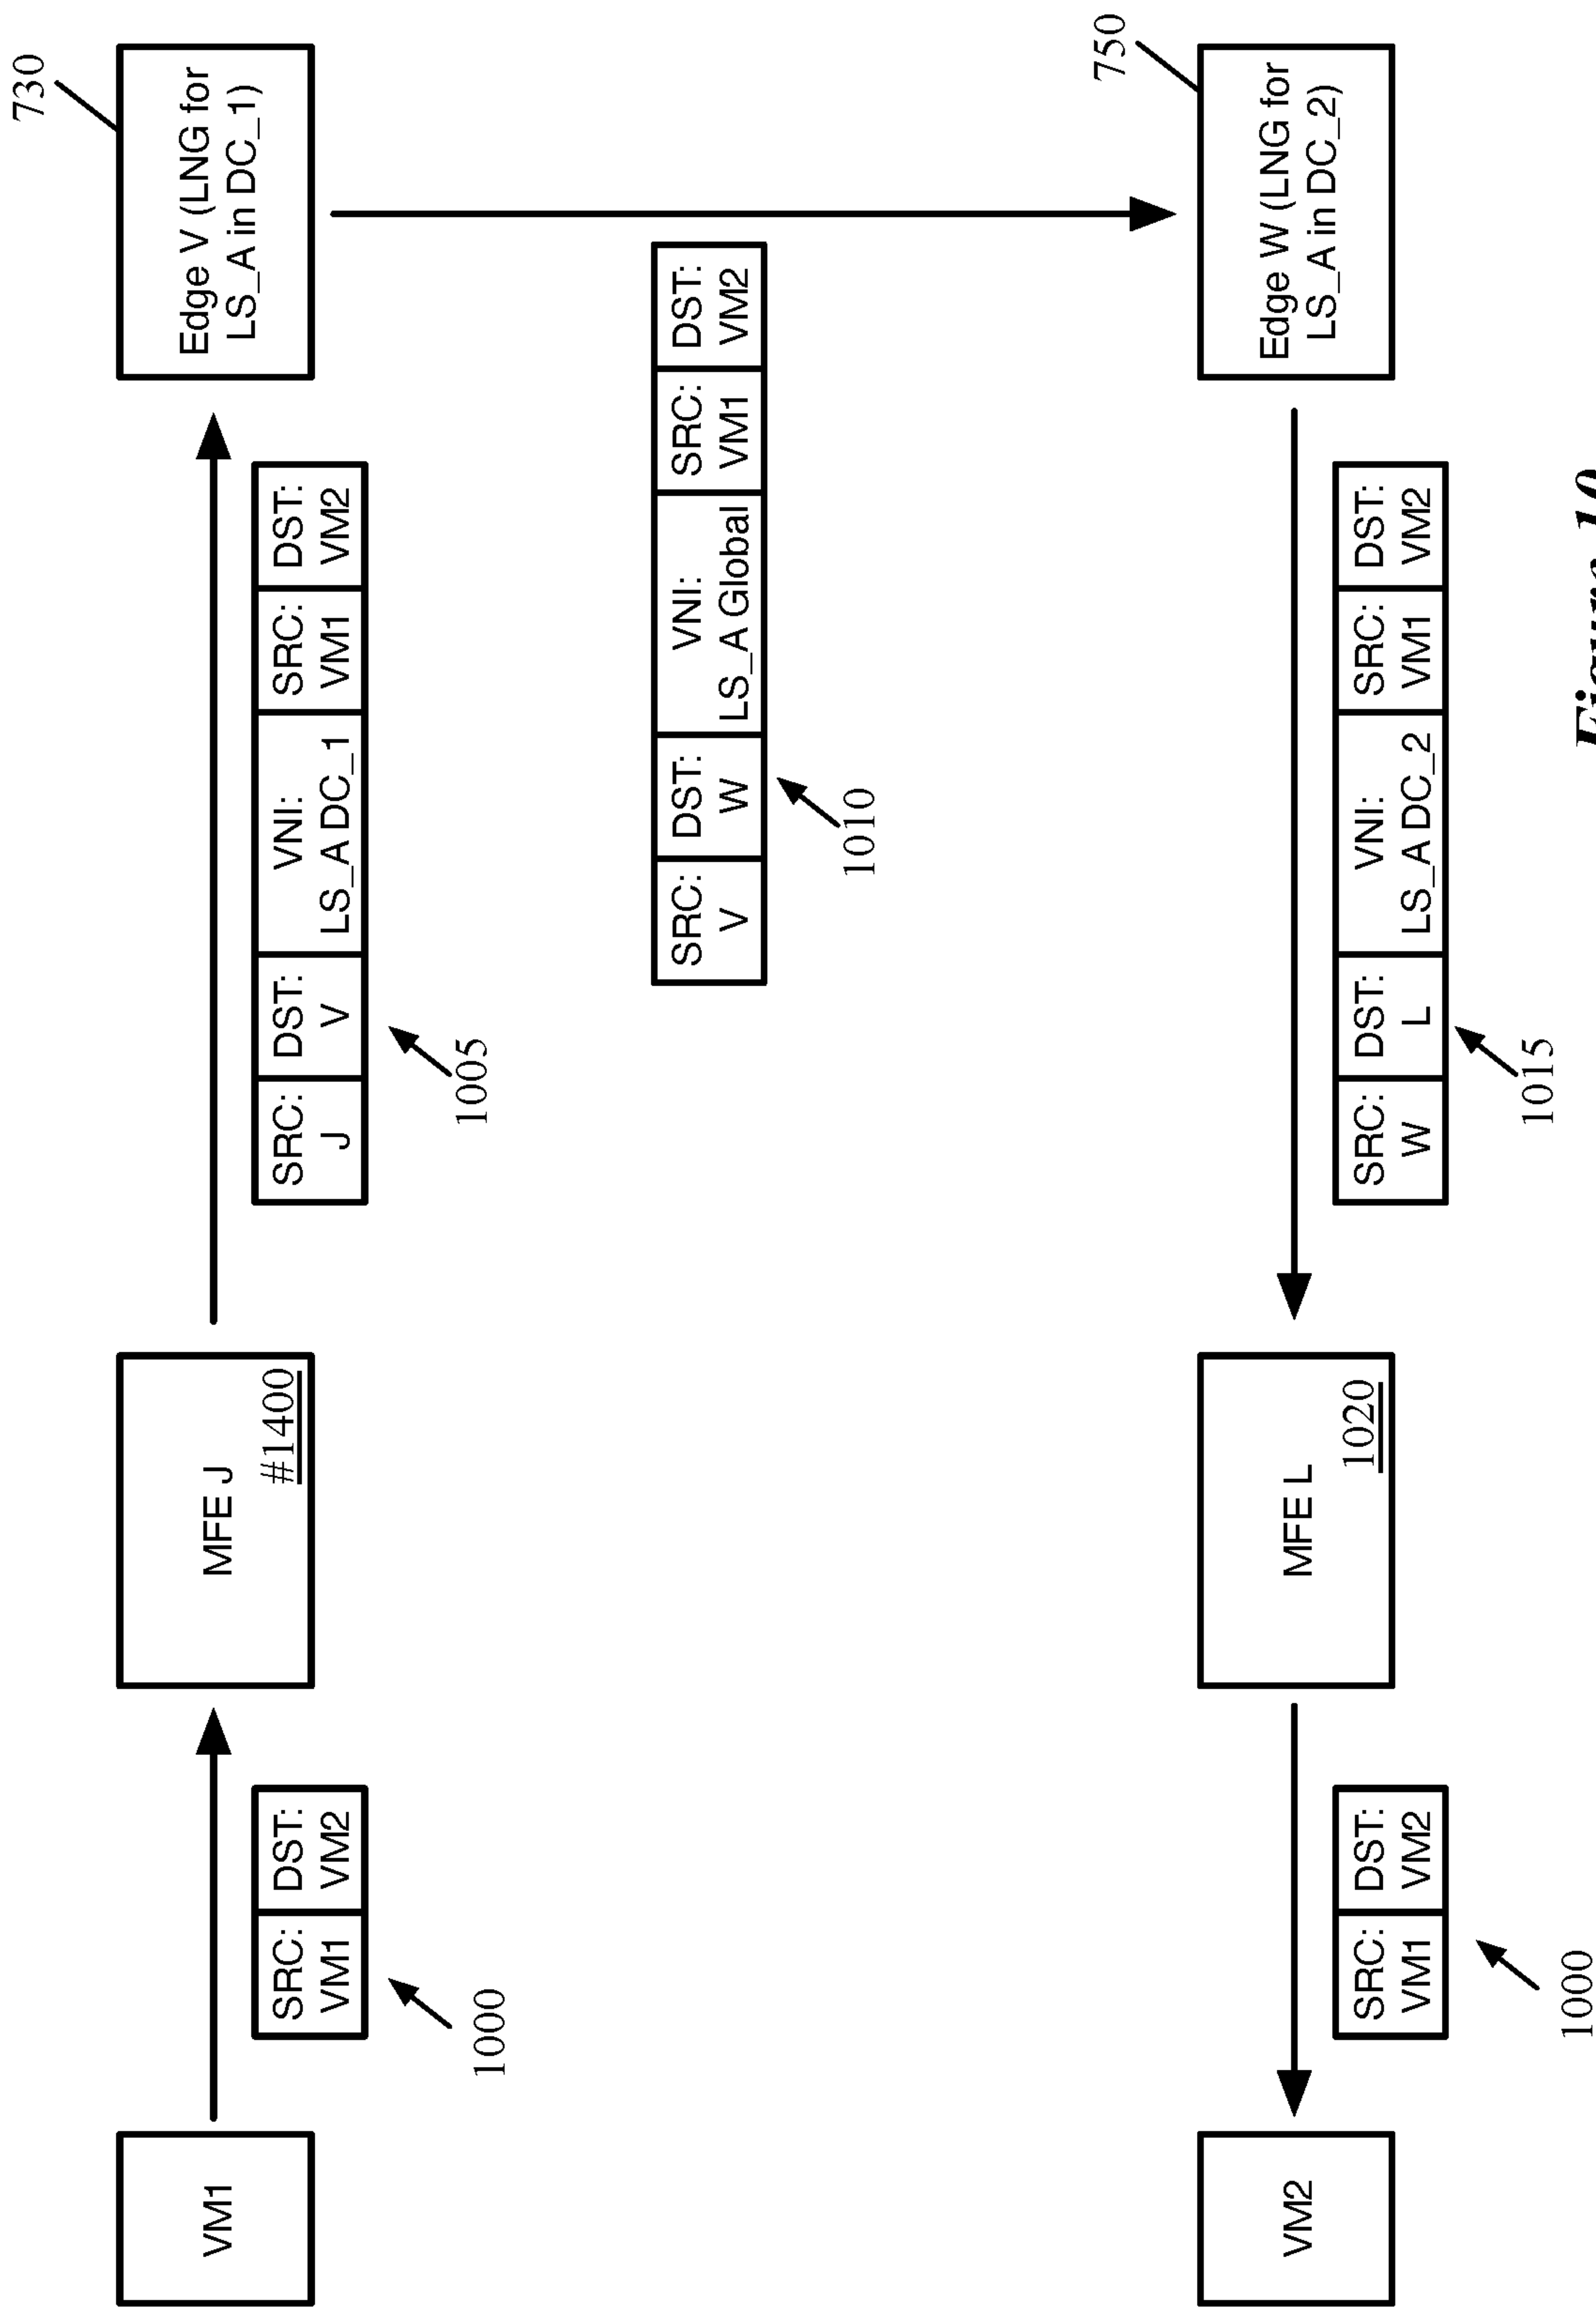 730
VM1
MFE J
#1400
Edge V (LNG for
LS_A in DC_1)
SRC:
VM1
DST:
VM2
1000
SRC:
J
DST:
V
VNI:
LS_A DC_1
SRC:
VM1
DST:
VM2
1005
SRC:
V
DST:
W
VNI:
LS_A Global
SRC:
VM1
DST:
VM2
1010
750
VM2
MFE L
1020
Edge W (LNG for
LS_A in DC_2)
SRC:
VM1
DST:
VM2
1000
SRC:
W
DST:
L
VNI:
LS_A DC_2
SRC:
VM1
DST:
VM2
1015
Figure 10